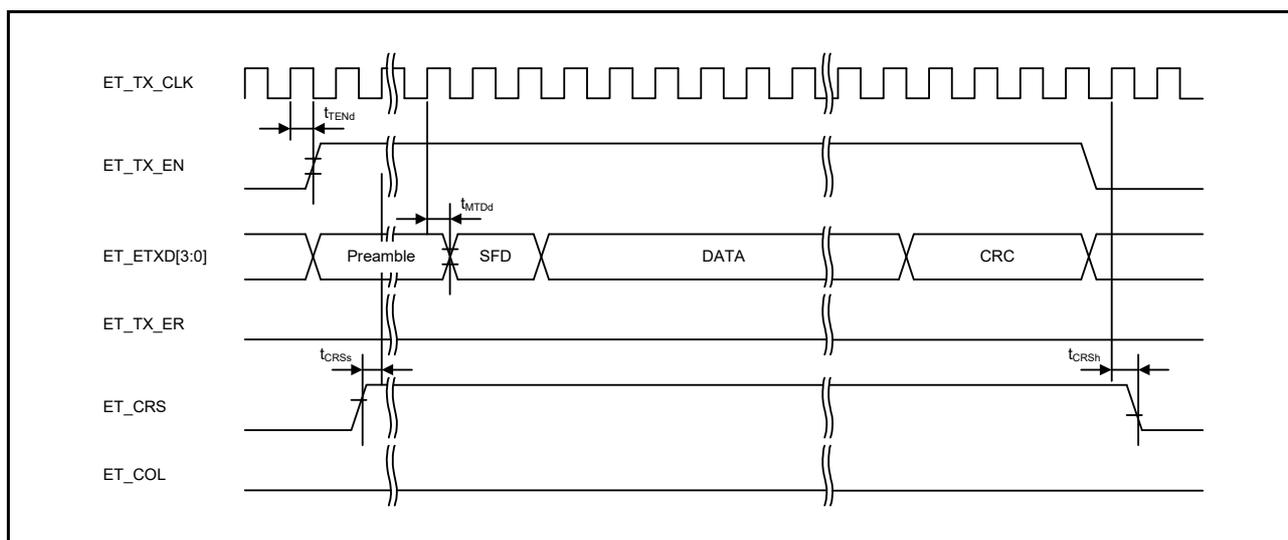 ET_TX_CLK
tTENd
ET_TX_EN
tMTDd
ET_ETXD[3:0] Preamble SFD DATA CRC
ET_TX_ER
tCRSs tCRSh
ET_CRS
ET_COL